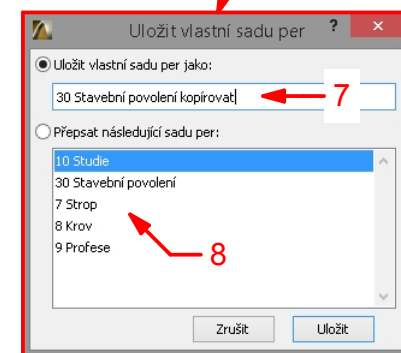 Uložit vlastní sadu per ? ×
Uložit vlastní sadu per jako:
30 Stavební povolení kopírovat 7
Přepsat následující sadu per:
10 Studie
30 Stavební povolení
7 Strop
8 Krov
9 Profese
8
Zrušit Uložit